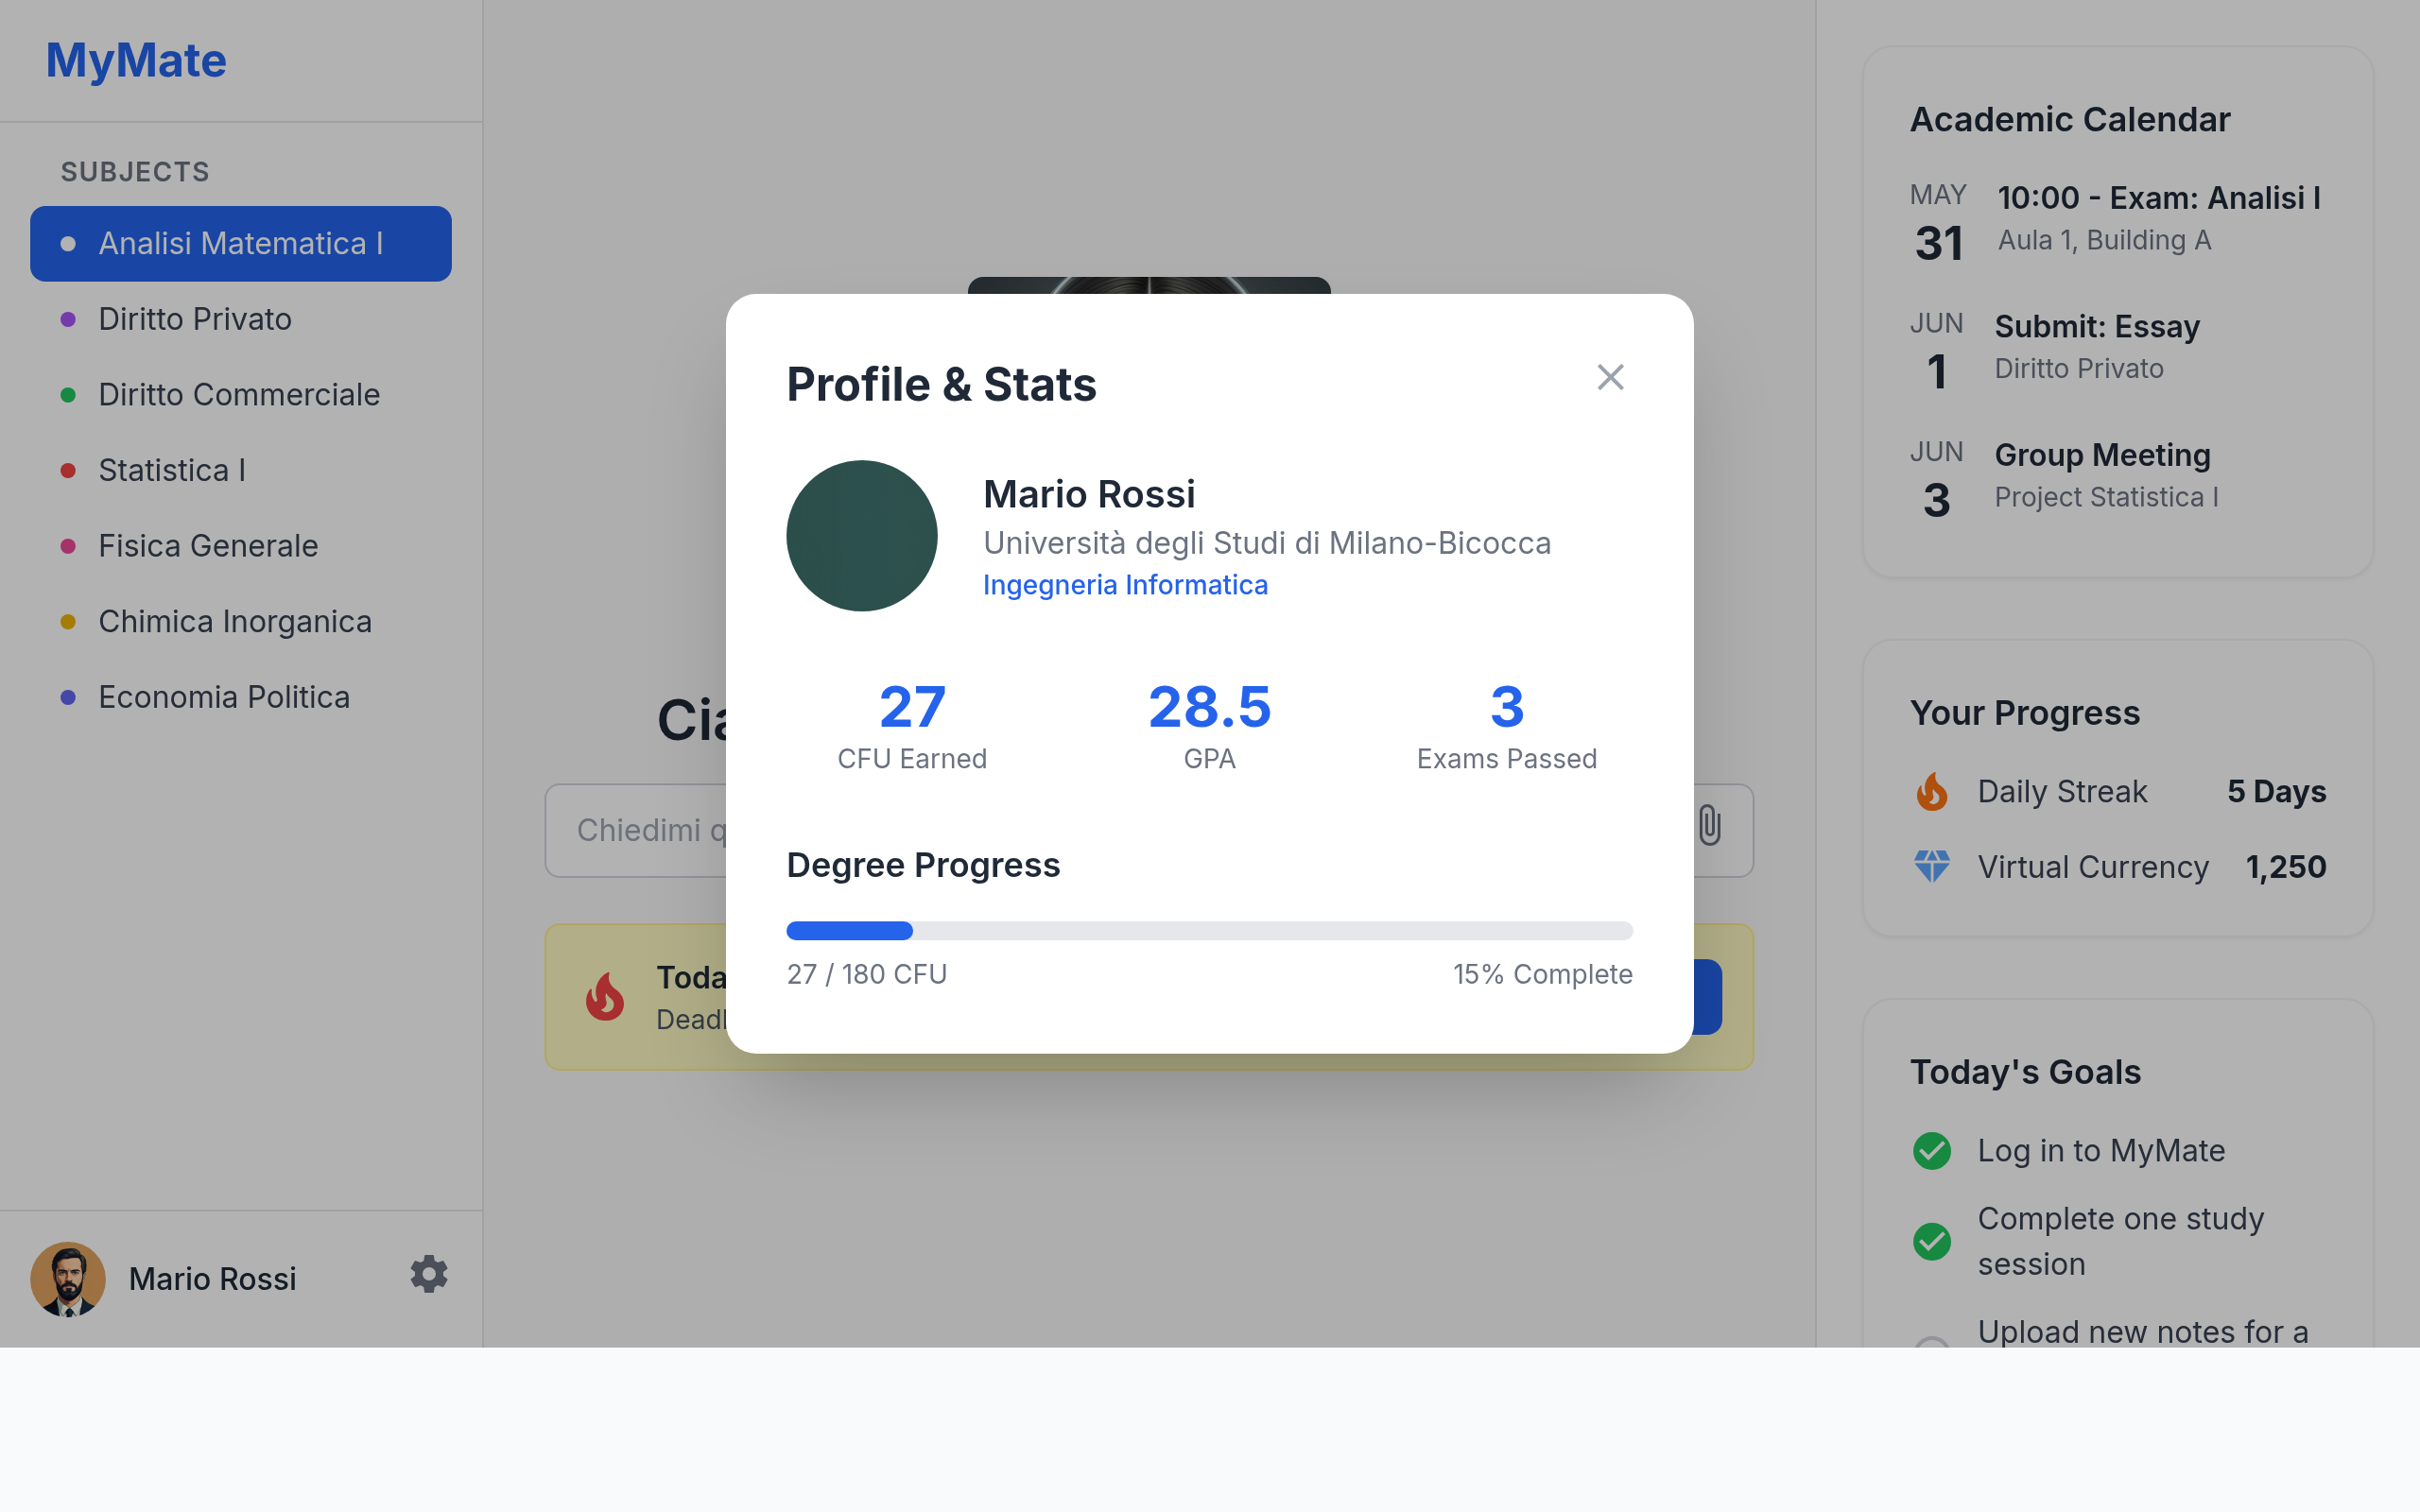 MyMate
SUBJECTS
Analisi Matematica I
Diritto Privato
Diritto Commerciale
Statistica I
Fisica Generale
Chimica Inorganica
Economia Politica
Mario Rossi
Cia
Chiedimi q
Toda
Deadl
Profile & Stats
Mario Rossi
Università degli Studi di Milano-Bicocca
Ingegneria Informatica
27
CFU Earned
28.5
GPA
3
Exams Passed
Degree Progress
27 / 180 CFU
15% Complete
Academic Calendar
MAY
31
10:00 - Exam: Analisi I
Aula 1, Building A
JUN
1
Submit: Essay
Diritto Privato
JUN
3
Group Meeting
Project Statistica I
Your Progress
Daily Streak
5 Days
Virtual Currency
1,250
Today's Goals
Log in to MyMate
Complete one study
session
Upload new notes for a